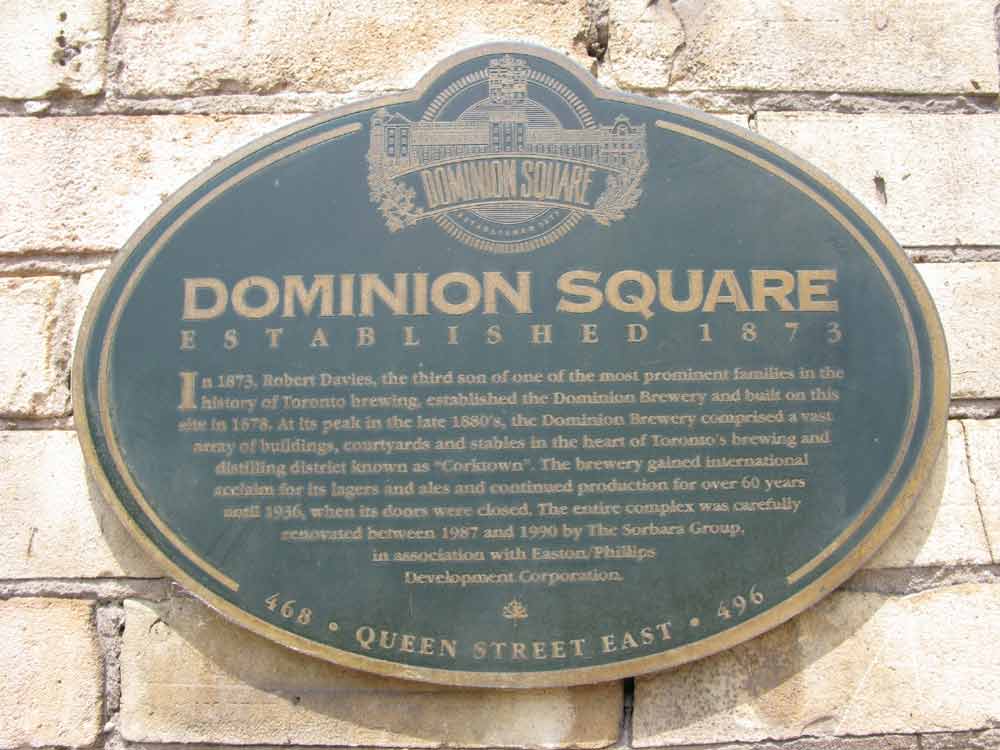 DOMINION SQUARE
ESTABLISHED 1873
DOMINION SQUARE
ESTABLISHED 1873
In 1873, Robert Davies, the third son of one of the most prominent families in the
history of Toronto brewing, established the Dominion Brewery and built on this
site in 1878. At its peak in the late 1880's, the Dominion Brewery comprised a vast
array of buildings, courtyards and stables in the heart of Toronto's brewing and
distilling district known as "Corktown". The brewery gained international
acclaim for its lagers and ales and continued production for over 60 years
until 1936, when its doors were closed. The entire complex was carefully
renovated between 1987 and 1990 by The Sorbara Group,
in association with Easton/Phillips
Development Corporation.
468 • QUEEN STREET EAST • 496